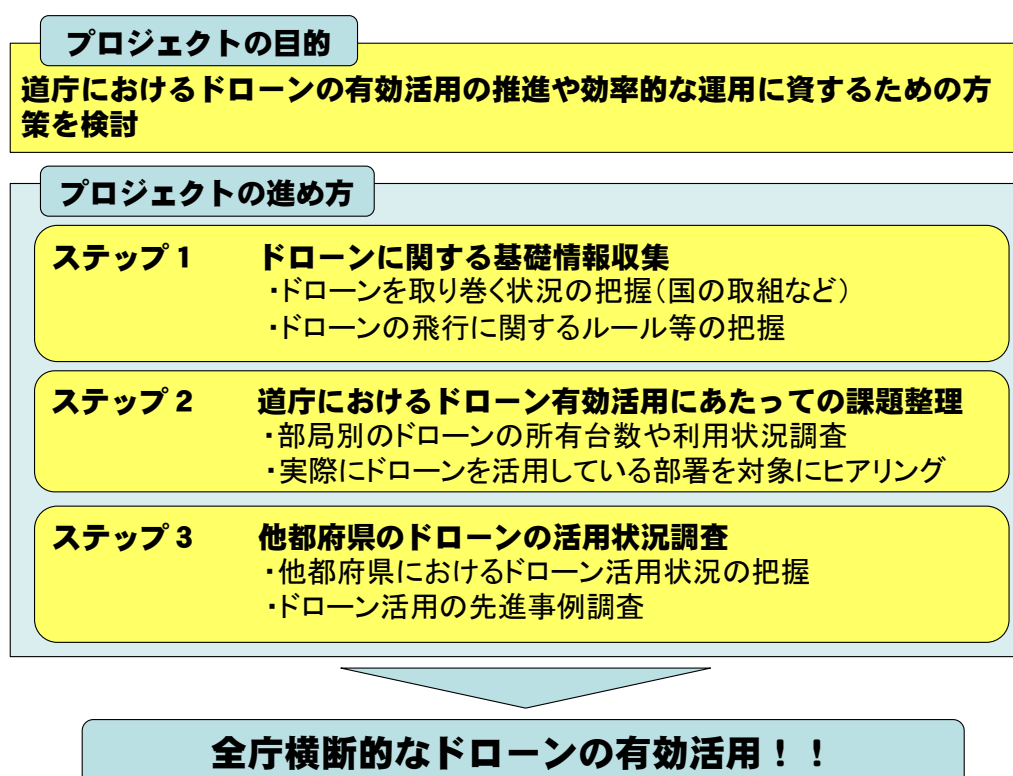 プロジェクトの目的
道庁におけるドローンの有効活用の推進や効率的な運用に資するための方
策を検討
プロジェクトの進め方
ステップ1 ドローンに関する基礎情報収集
・ドローンを取り巻く状況の把握(国の取組など)
・ドローンの飛行に関するルール等の把握
ステップ2 道庁におけるドローン有効活用にあたっての課題整理
・部局別のドローンの所有台数や利用状況調査
・実際にドローンを活用している部署を対象にヒアリング
ステップ3 他都府県のドローンの活用状況調査
・他都府県におけるドローン活用状況の把握
・ドローン活用の先進事例調査
全庁横断的なドローンの有効活用!!